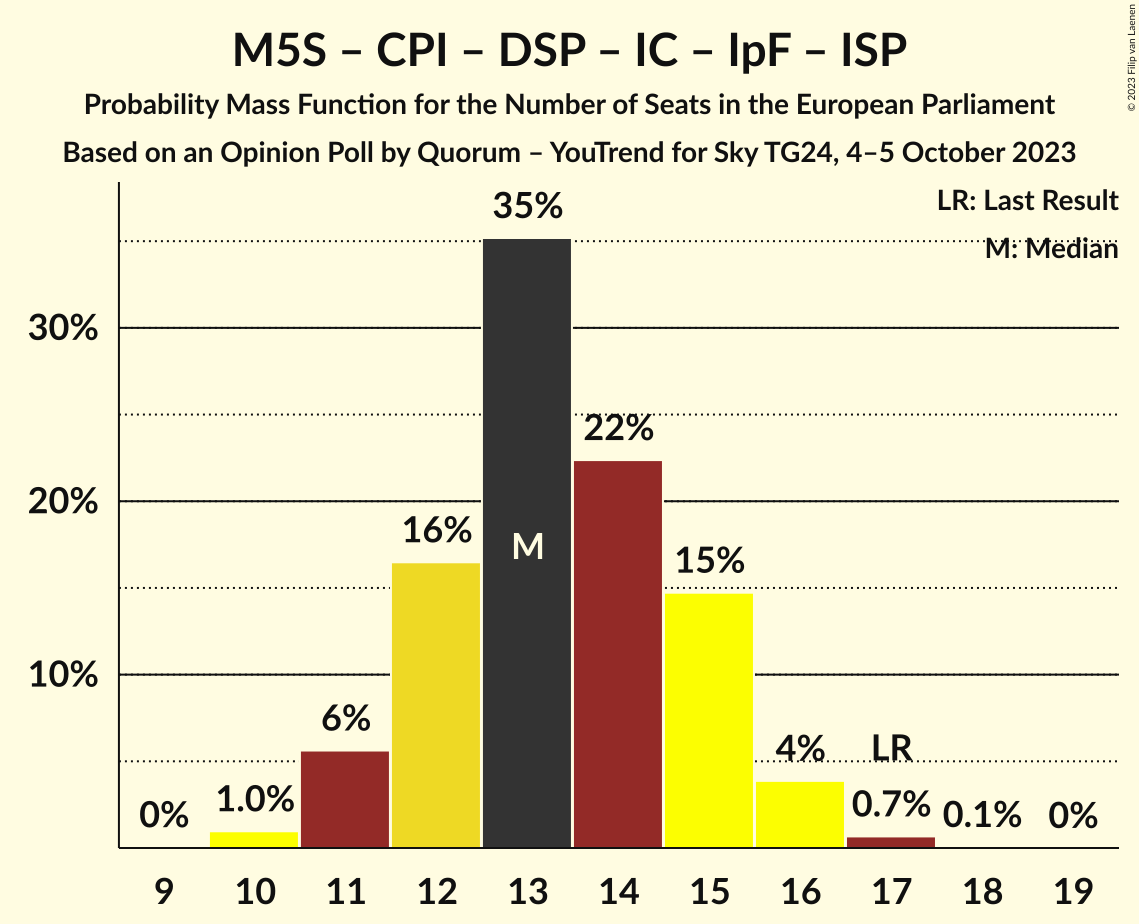 M5S – CPI – DSP – IC – IpF – ISP
Probability Mass Function for the Number of Seats in the European Parliament
Based on an Opinion Poll by Quorum – YouTrend for Sky TG24, 4–5 October 2023
© 2023 Filip van Laenen
LR: Last Result
M: Median
30%
20%
10%
0%
1.0%
6%
16%
35%
M
22%
15%
4%
LR
0.7%
0.1%
0%
9 10 11 12 13 14 15 16 17 18 19